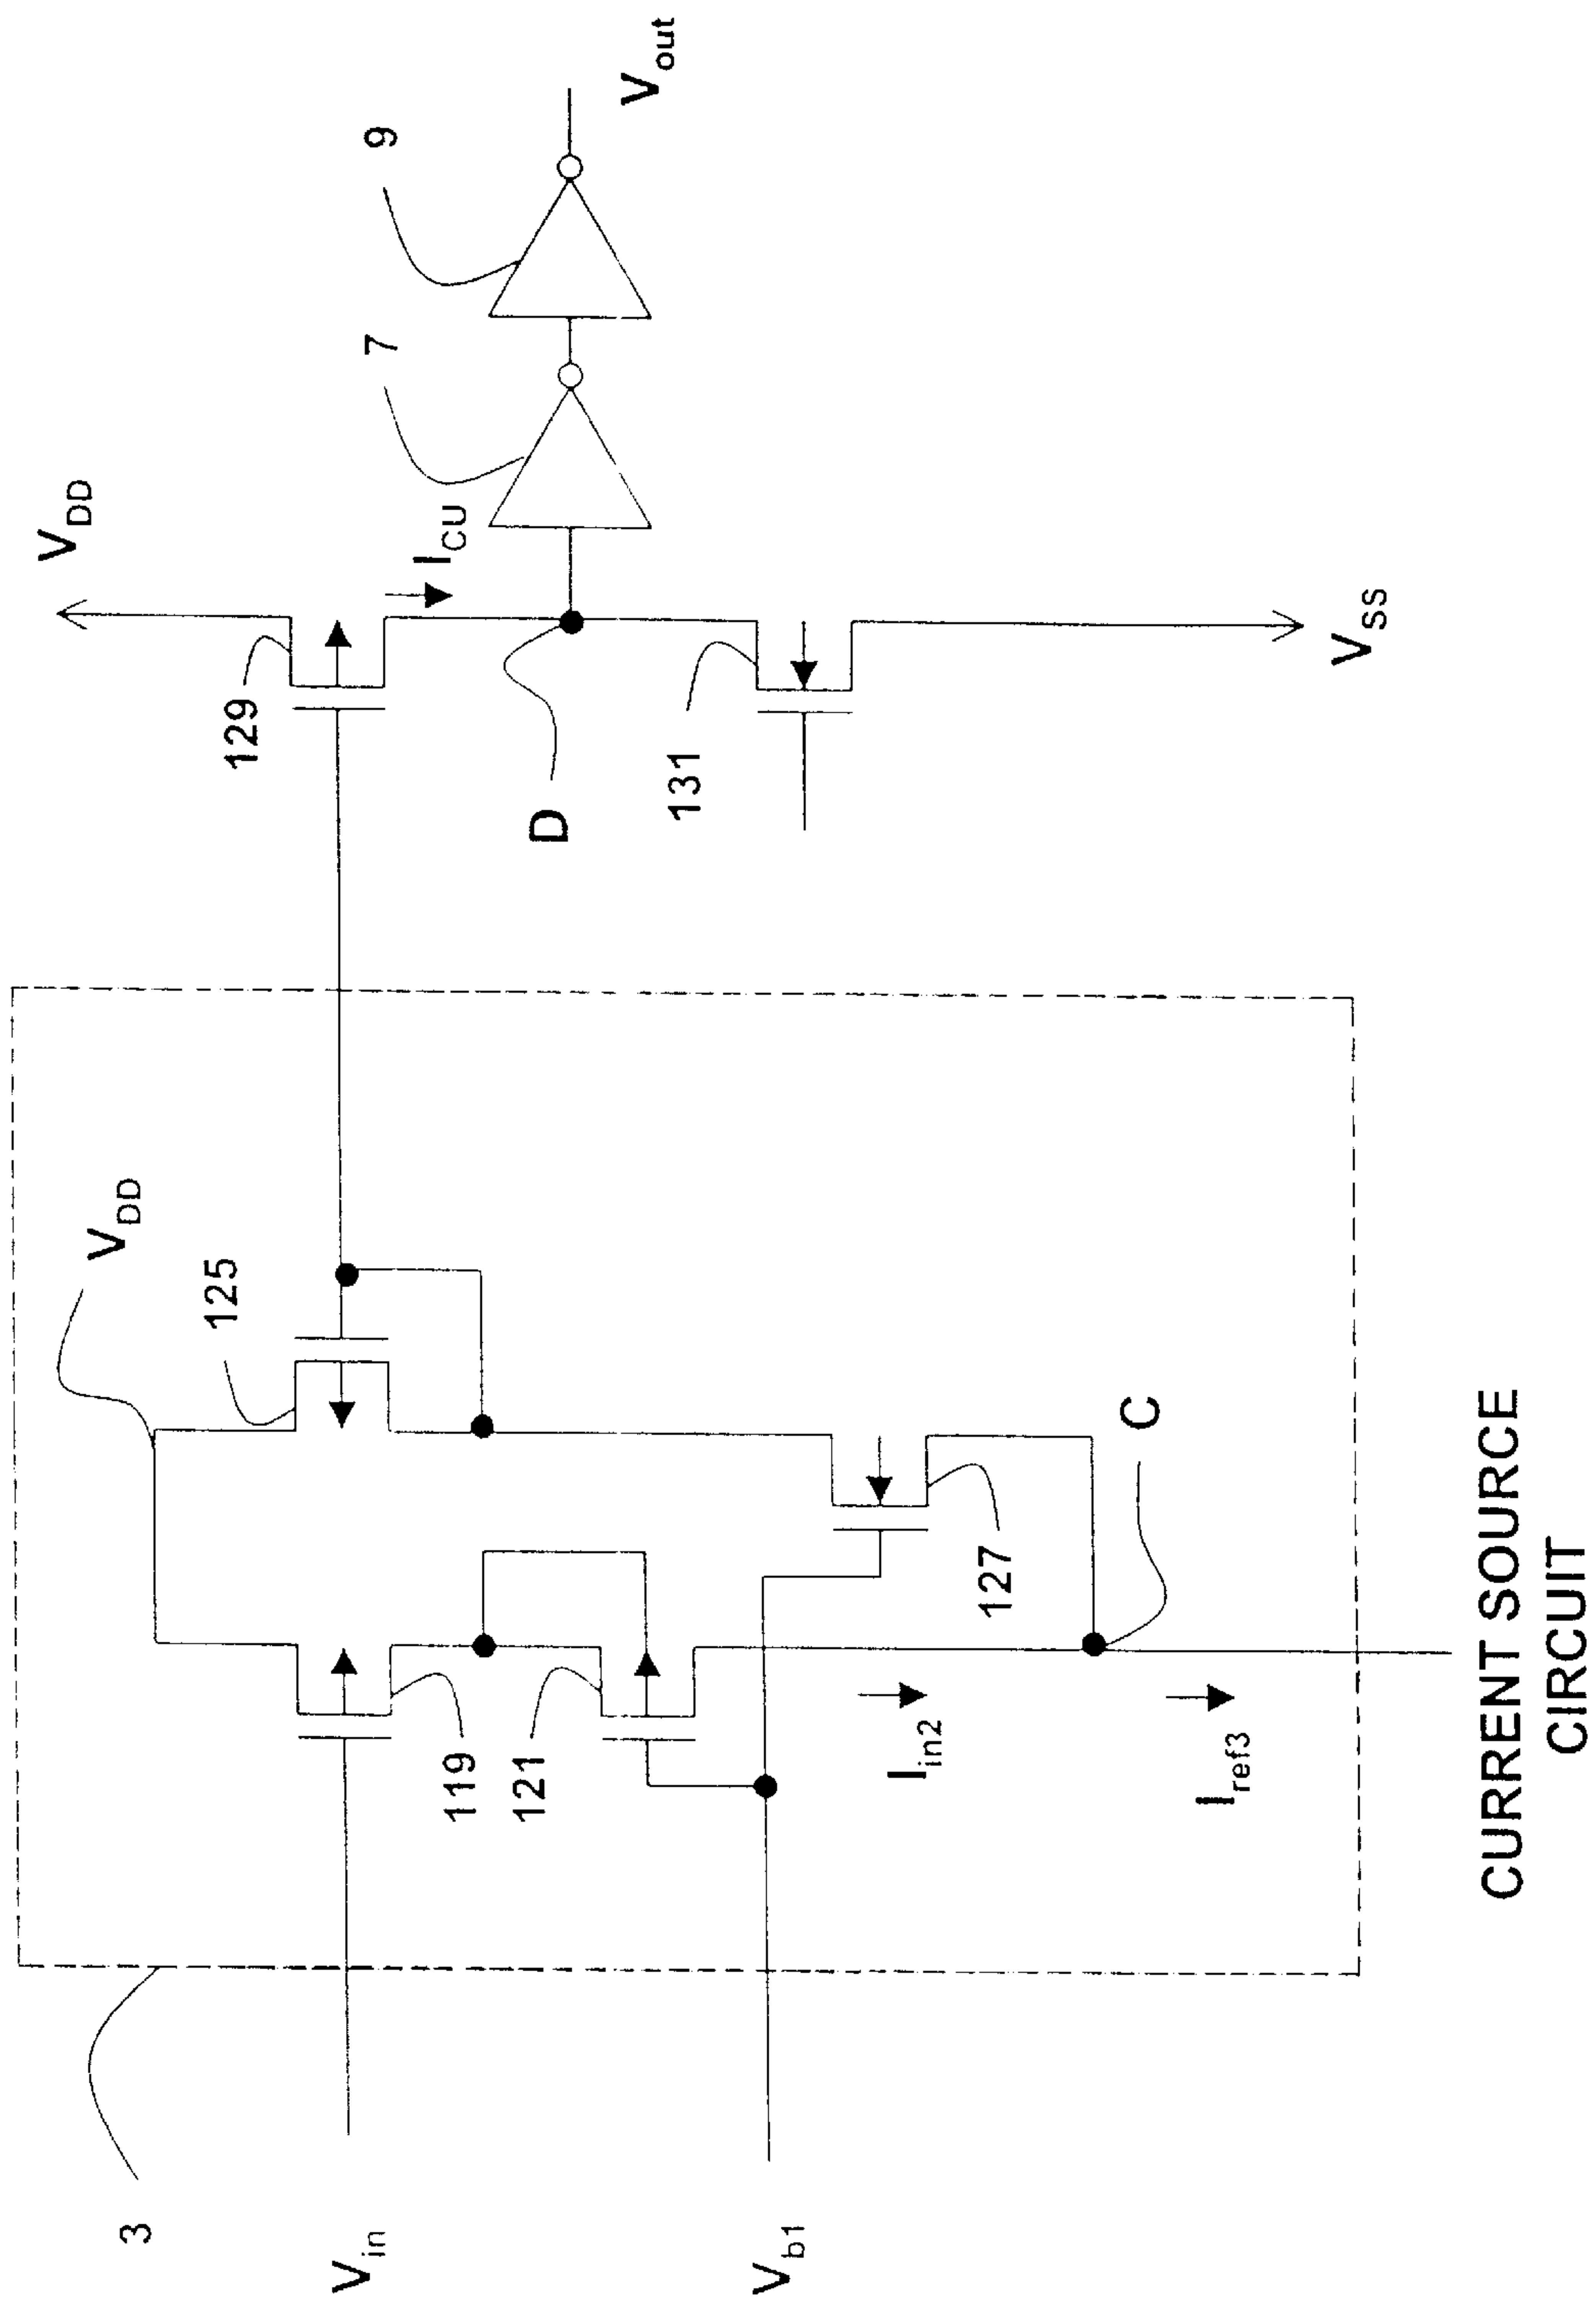 V_DD
129
I_CU
7
9
V_out
D
131
V_SS
3
V_in
V_b1
V_DD
125
119
121
127
C
I_in2
I_ref3
CURRENT SOURCE
CIRCUIT